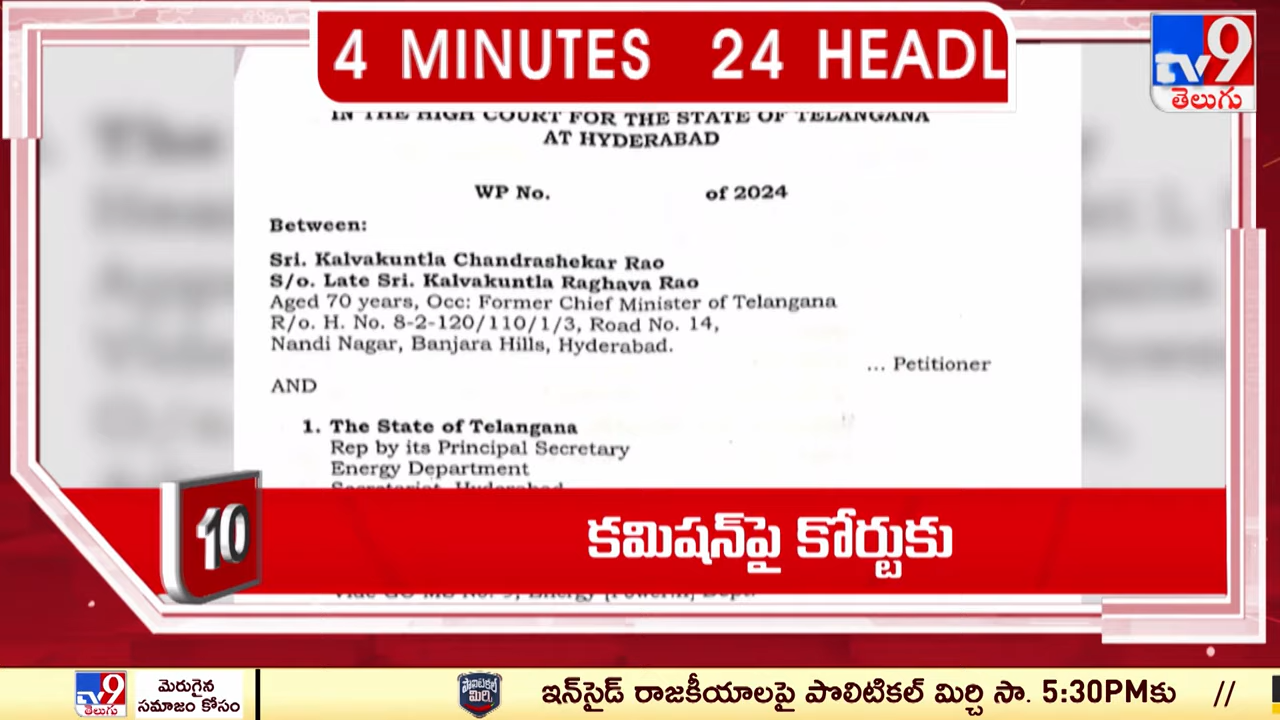 4 MINUTES 24 HEADL
TV9
తెలుగు
IN THE HIGH COURT FOR THE STATE OF TELANGANA
AT HYDERABAD
WP No. of 2024
Between:
Sri. Kalvakuntla Chandrashekar Rao
S/o. Late Sri. Kalvakuntla Raghava Rao
Aged 70 years, Occ: Former Chief Minister of Telangana
R/o. H. No. 8-2-120/110/1/3, Road No. 14,
Nandi Nagar, Banjara Hills, Hyderabad.
... Petitioner
AND
1. The State of Telangana
Rep by its Principal Secretary
Energy Department
Secretariat, Hyderabad
10
కమిషన్‌పై కోర్టుకు
TV9
తెలుగు
మెరుగైన
సమాజం కోసం
పొలిటికల్
మిర్చి
ఇన్‌సైడ్ రాజకీయాలపై పొలిటికల్ మిర్చి సా. 5:30PMకు //